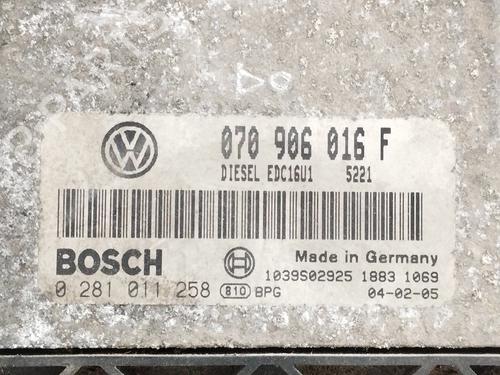 070 906 016 F
DIESEL EDC16U1 5221
BOSCH
Made in Germany
1039S02925 1883 1069
0 281 011 258 810 BPG
04-02-05